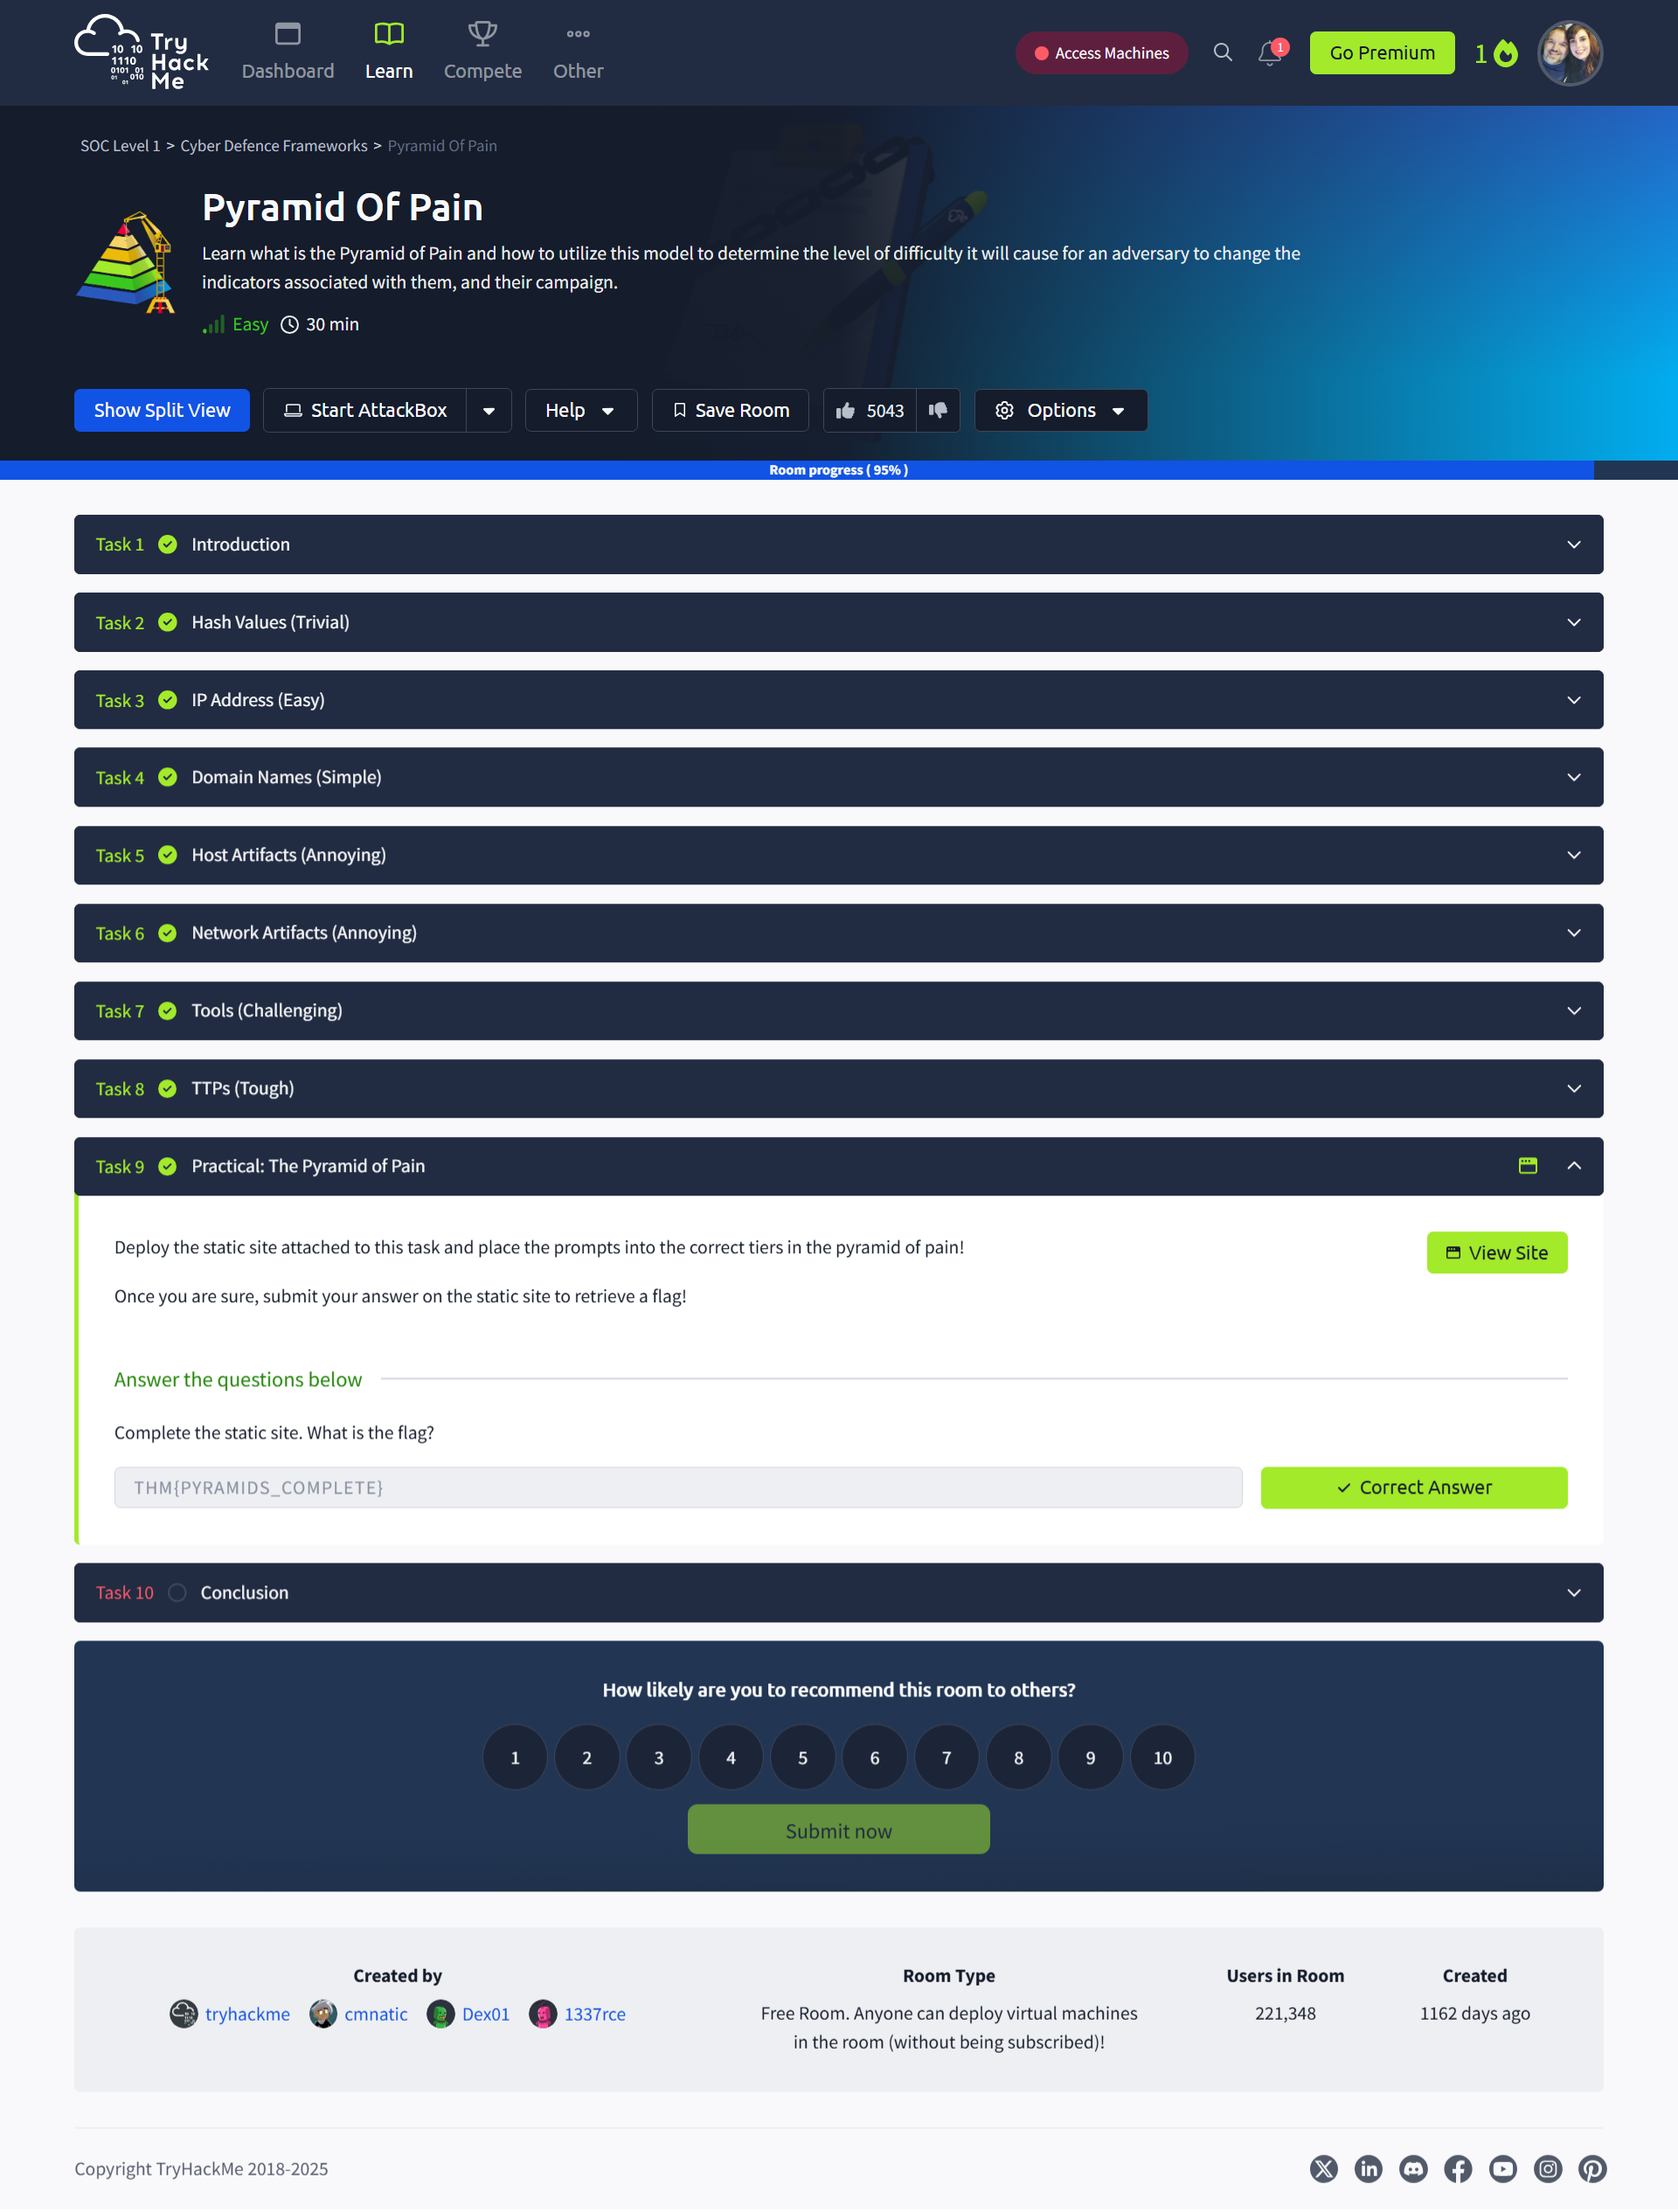 Try
Hack
Me
10 10
1110
0101 01
01 010
Dashboard
Learn
Compete
Other
Access Machines
1
Go Premium
1
SOC Level 1 > Cyber Defence Frameworks > Pyramid Of Pain
Pyramid Of Pain
Learn what is the Pyramid of Pain and how to utilize this model to determine the level of difficulty it will cause for an adversary to change the
indicators associated with them, and their campaign.
Easy 30 min
Show Split View
Start AttackBox
Help
Save Room
5043
Options
Room progress ( 95% )
Task 1 Introduction
Task 2 Hash Values (Trivial)
Task 3 IP Address (Easy)
Task 4 Domain Names (Simple)
Task 5 Host Artifacts (Annoying)
Task 6 Network Artifacts (Annoying)
Task 7 Tools (Challenging)
Task 8 TTPs (Tough)
Task 9 Practical: The Pyramid of Pain
Deploy the static site attached to this task and place the prompts into the correct tiers in the pyramid of pain!
View Site
Once you are sure, submit your answer on the static site to retrieve a flag!
Answer the questions below
Complete the static site. What is the flag?
THM{PYRAMIDS_COMPLETE}
Correct Answer
Task 10 Conclusion
How likely are you to recommend this room to others?
1 2 3 4 5 6 7 8 9 10
Submit now
Created by
tryhackme cmnatic Dex01 1337rce
Room Type
Free Room. Anyone can deploy virtual machines
in the room (without being subscribed)!
Users in Room
221,348
Created
1162 days ago
Copyright TryHackMe 2018-2025